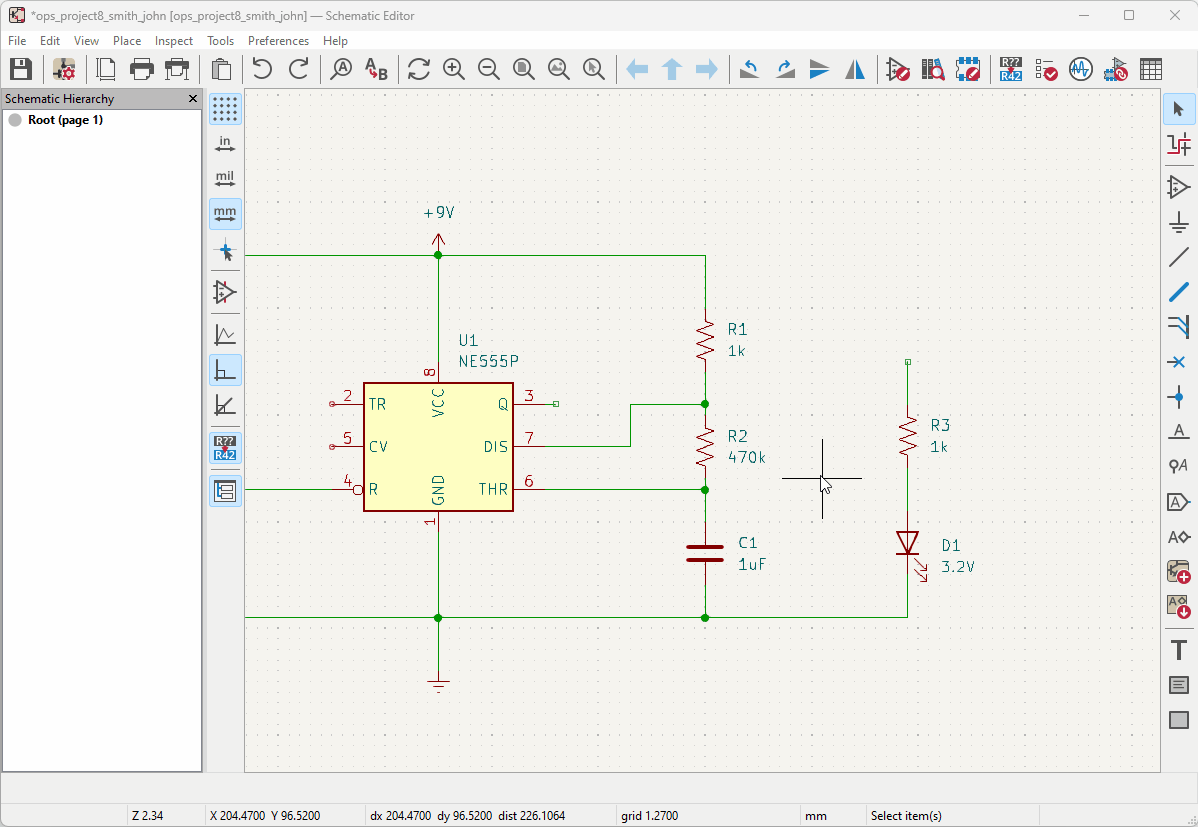 *ops_project8_smith_john [ops_project8_smith_john] — Schematic Editor
File Edit View Place Inspect Tools Preferences Help
A
A B
R??
R42
Schematic Hierarchy
Root (page 1)
in
mil
mm
R??
R42
+9V
U1
NE555P
R1
1k
8
2 TR
VCC
Q 3
5 CV
DIS 7
4 R
GND
THR 6
1
R2
470k
R3
1k
C1
1uF
D1
3.2V
A
A
A
A
A
T
Z 2.34
X 204.4700 Y 96.5200
dx 204.4700 dy 96.5200 dist 226.1064
grid 1.2700
mm
Select item(s)